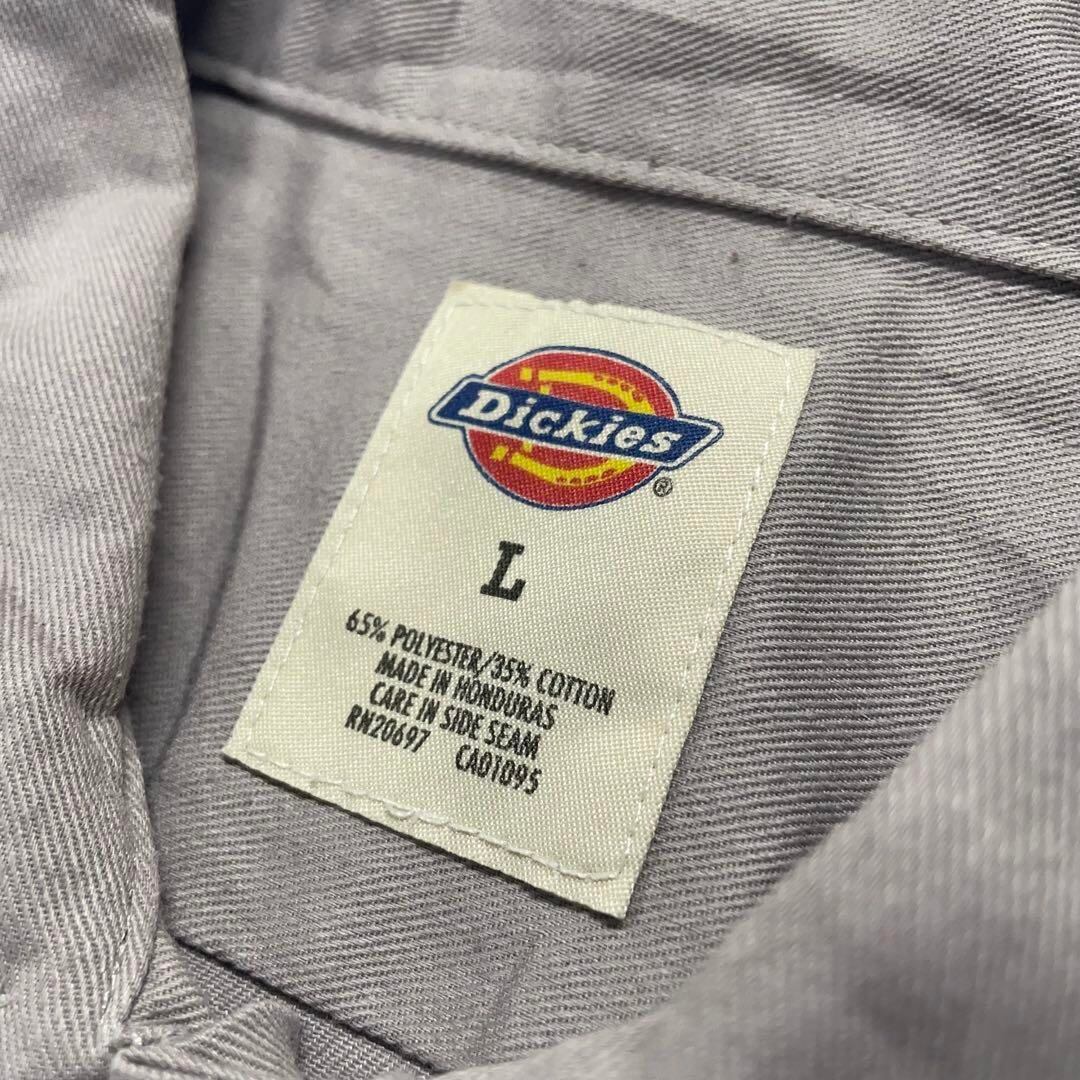 Dickies®
L
65% POLYESTER/35% COTTON
MADE IN HONDURAS
CARE IN SIDE SEAM
RN20697 CA01095